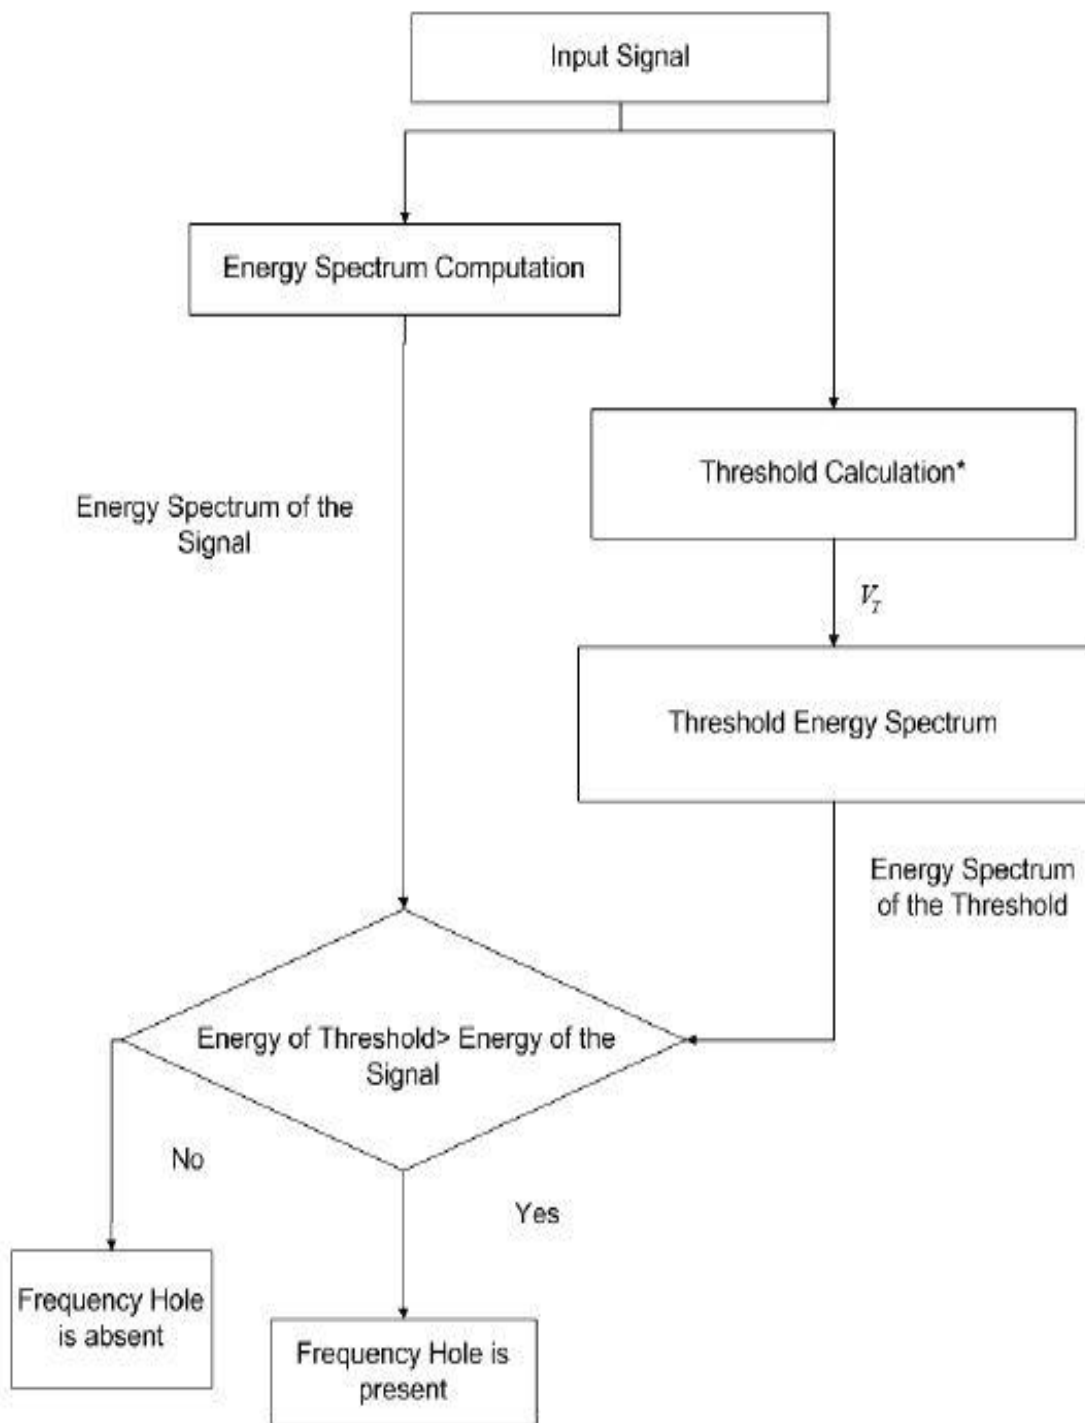 Input Signal
Energy Spectrum Computation
Threshold Calculation*
Energy Spectrum of the
Signal
V_T
Threshold Energy Spectrum
Energy Spectrum
of the Threshold
Energy of Threshold> Energy of the
Signal
No
Yes
Frequency Hole
is absent
Frequency Hole is
present